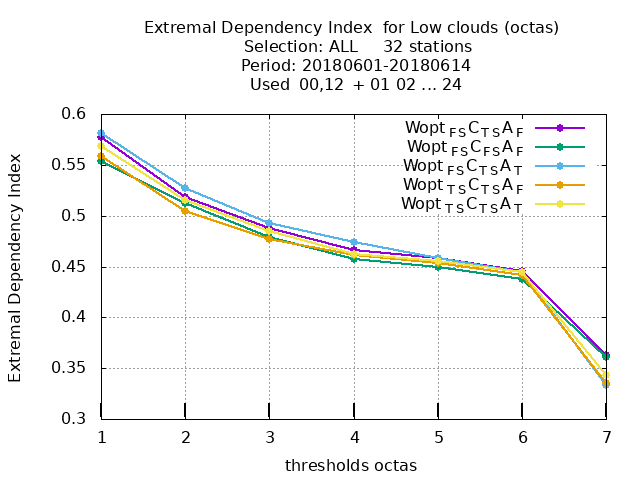 Extremal Dependency Index  for Low clouds (octas)
Selection: ALL     32 stations
Period: 20180601-20180614
Used  00,12  + 01 02 ... 24
Extremal Dependency Index
0.6
0.55
0.5
0.45
0.4
0.35
0.3
Wopt FS C TS A F
Wopt FS C FS A F
Wopt FS C TS A T
Wopt TS C TS A F
Wopt TS C TS A T
1 2 3 4 5 6 7
thresholds octas